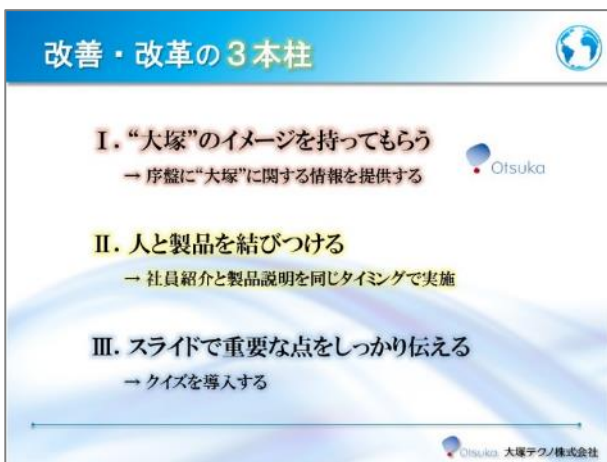 改善・改革の３本柱
Ⅰ．“大塚”のイメージを持ってもらう
→ 序盤に“大塚”に関する情報を提供する
Otsuka
Ⅱ．人と製品を結びつける
→ 社員紹介と製品説明を同じタイミングで実施
Ⅲ．スライドで重要な点をしっかり伝える
→ クイズを導入する
Otsuka 大塚テクノ株式会社